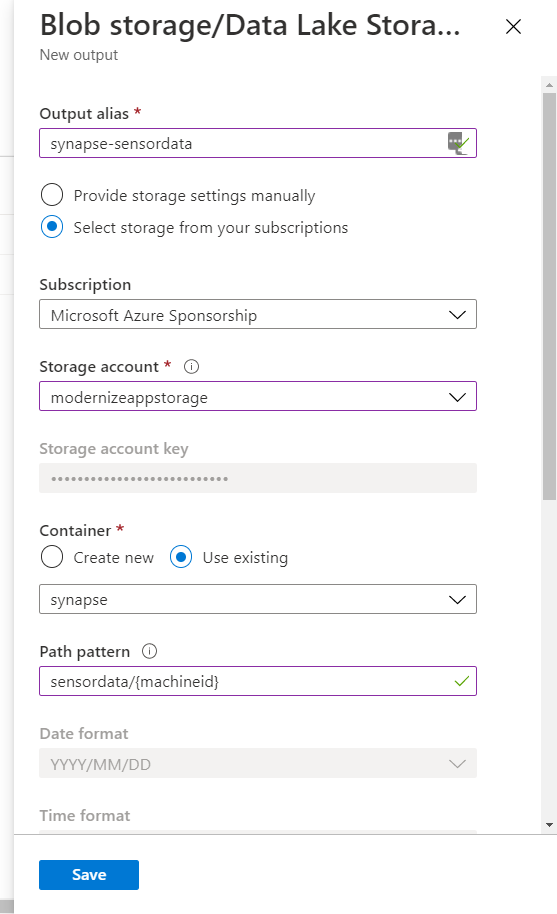 Blob storage/Data Lake Stora...
New output
Output alias *
synapse-sensordata
Provide storage settings manually
Select storage from your subscriptions
Subscription
Microsoft Azure Sponsorship
Storage account *
modernizeappstorage
Storage account key
•••••••••••••••••••••••••••
Container *
Create new Use existing
synapse
Path pattern
sensordata/{machineid}
Date format
YYYY/MM/DD
Time format
Save